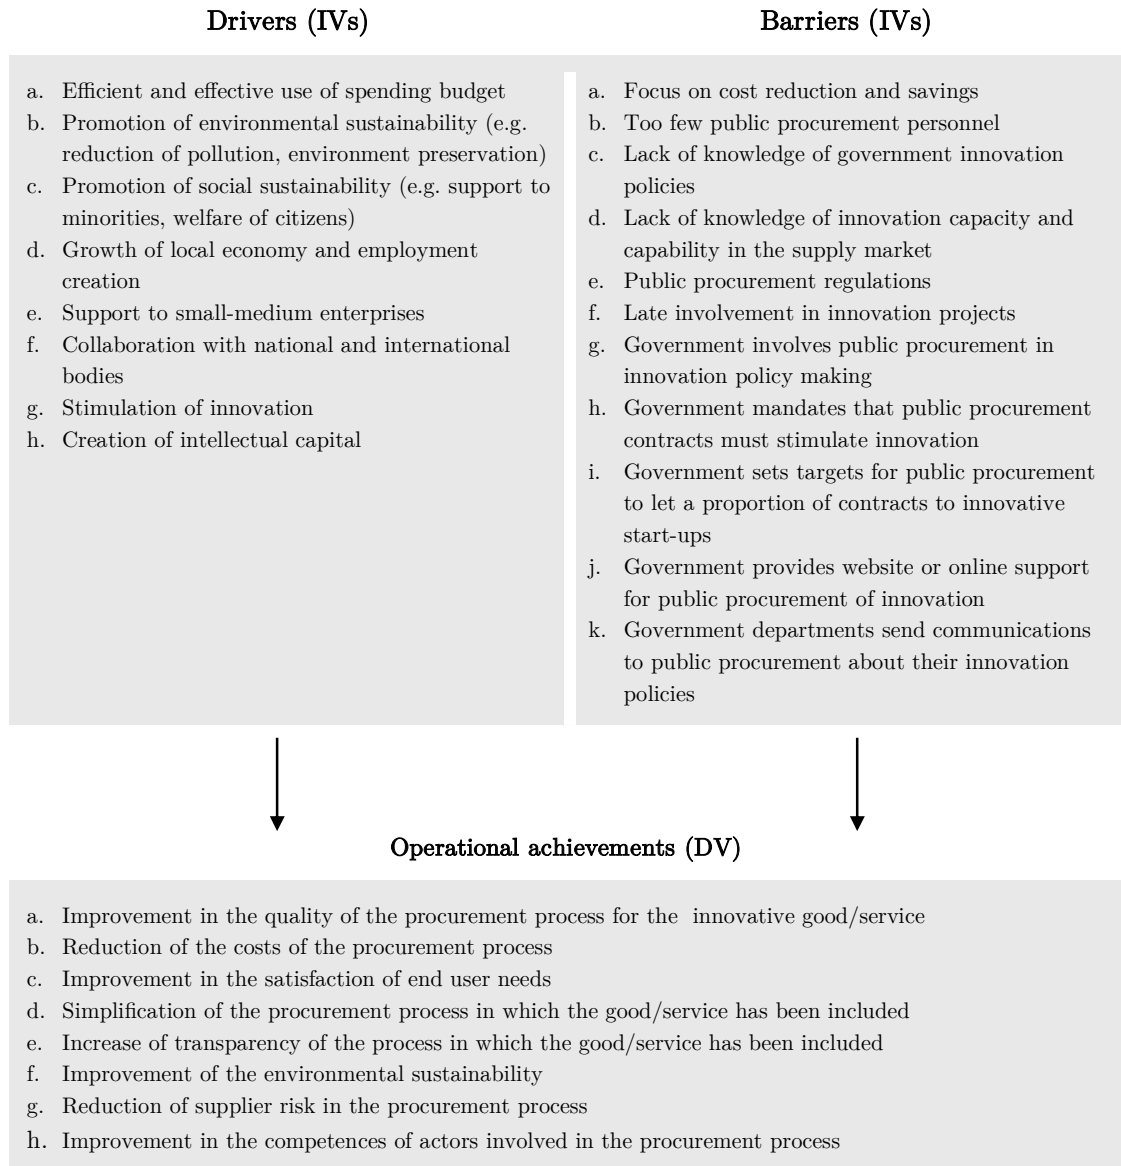 Drivers (IVs)
a. Efficient and effective use of spending budget
b. Promotion of environmental sustainability (e.g.
reduction of pollution, environment preservation)
c. Promotion of social sustainability (e.g. support to
minorities, welfare of citizens)
d. Growth of local economy and employment
creation
e. Support to small-medium enterprises
f. Collaboration with national and international
bodies
g. Stimulation of innovation
h. Creation of intellectual capital
Barriers (IVs)
a. Focus on cost reduction and savings
b. Too few public procurement personnel
c. Lack of knowledge of government innovation
policies
d. Lack of knowledge of innovation capacity and
capability in the supply market
e. Public procurement regulations
f. Late involvement in innovation projects
g. Government involves public procurement in
innovation policy making
h. Government mandates that public procurement
contracts must stimulate innovation
i. Government sets targets for public procurement
to let a proportion of contracts to innovative
start-ups
j. Government provides website or online support
for public procurement of innovation
k. Government departments send communications
to public procurement about their innovation
policies
Operational achievements (DV)
a. Improvement in the quality of the procurement process for the innovative good/service
b. Reduction of the costs of the procurement process
c. Improvement in the satisfaction of end user needs
d. Simplification of the procurement process in which the good/service has been included
e. Increase of transparency of the process in which the good/service has been included
f. Improvement of the environmental sustainability
g. Reduction of supplier risk in the procurement process
h. Improvement in the competences of actors involved in the procurement process